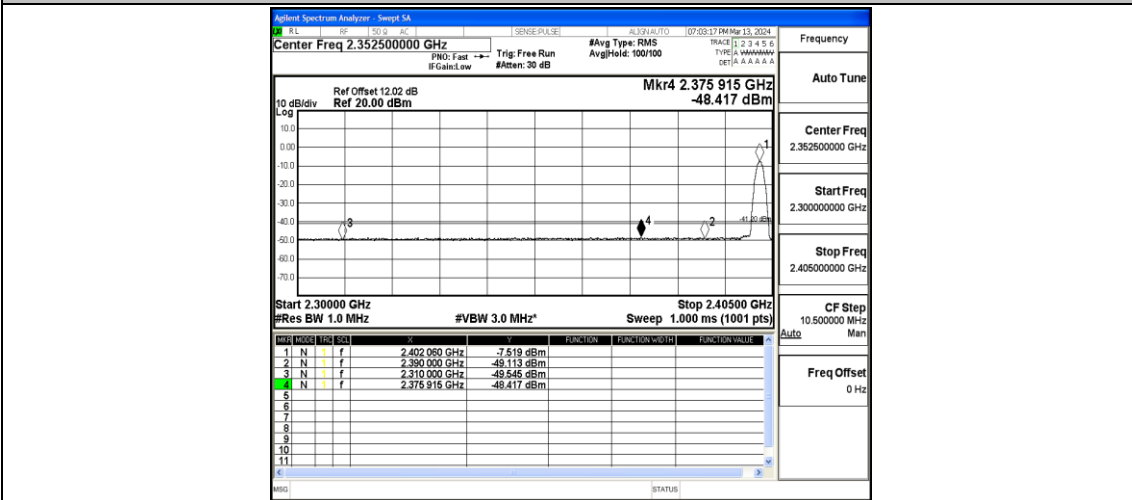 Agilent Spectrum Analyzer - Swept SA
RL RF 50 Ω AC SENSE:PULSE ALIGNAUTO 07:03:17 PM Mar 13, 2024
Center Freq 2.352500000 GHz
PNO: Fast
IFGain:Low
Trig: Free Run
#Atten: 30 dB
#Avg Type: RMS
Avg|Hold: 100/100
TRACE 1 2 3 4 5 6
TYPE A WWWWW
DET A A A A A A
Frequency
Auto Tune
Center Freq
2.352500000 GHz
Start Freq
2.300000000 GHz
Stop Freq
2.405000000 GHz
CF Step
10.500000 MHz
Auto Man
Freq Offset
0 Hz
Mkr4 2.375 915 GHz
-48.417 dBm
Ref Offset 12.02 dB
10 dB/div Ref 20.00 dBm
Log
10.0
0.00
-10.0
-20.0
-30.0
-40.0
-50.0
-60.0
-70.0
1
3
4
2
-41.20 dBm
Start 2.30000 GHz Stop 2.40500 GHz
#Res BW 1.0 MHz #VBW 3.0 MHz* Sweep 1.000 ms (1001 pts)
MKR MODE TRC SCL X Y FUNCTION FUNCTION WIDTH FUNCTION VALUE
1 N 1 f 2.402 060 GHz -7.519 dBm
2 N 1 f 2.390 000 GHz -49.113 dBm
3 N 1 f 2.310 000 GHz -49.545 dBm
4 N 1 f 2.375 915 GHz -48.417 dBm
5
6
7
8
9
10
11
MSG STATUS